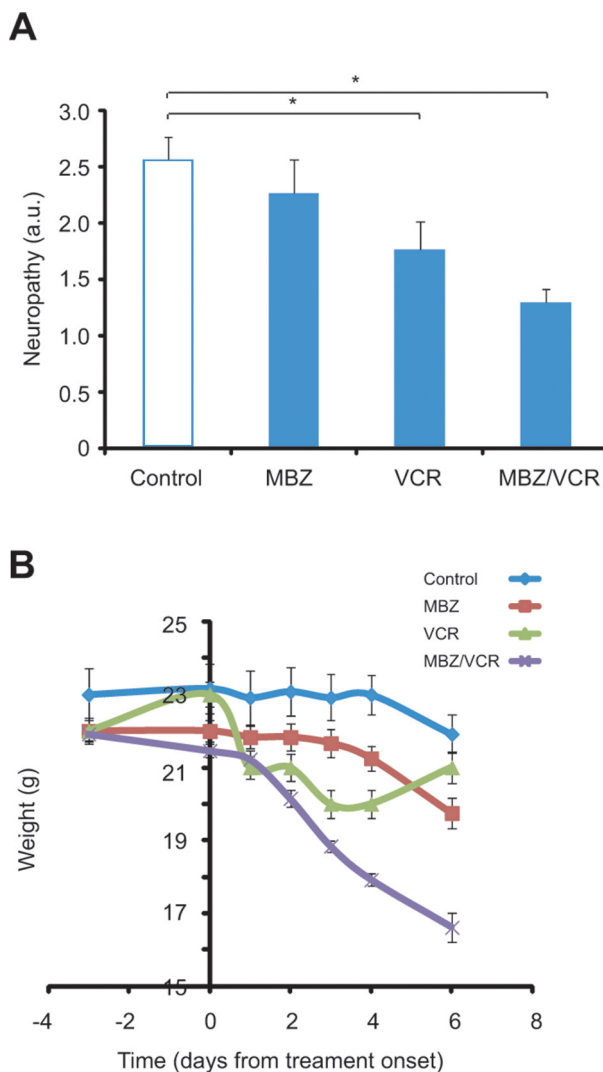 A
*
*
3.0
2.5
2.0
1.5
1.0
0.5
0
Neuropathy (a.u.)
Control MBZ VCR MBZ/VCR
B
Control
MBZ
VCR
MBZ/VCR
25
23
21
19
17
15
Weight (g)
-4 -2 0 2 4 6 8
Time (days from treament onset)